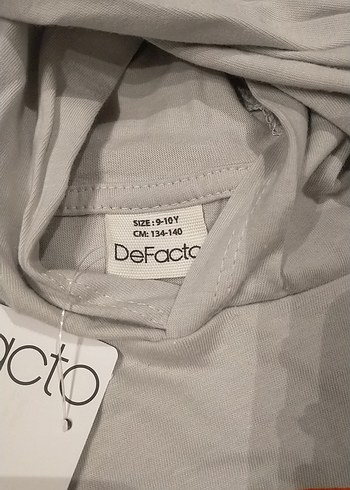 SIZE: 9-10Y
CM: 134-140
DeFacto
acto